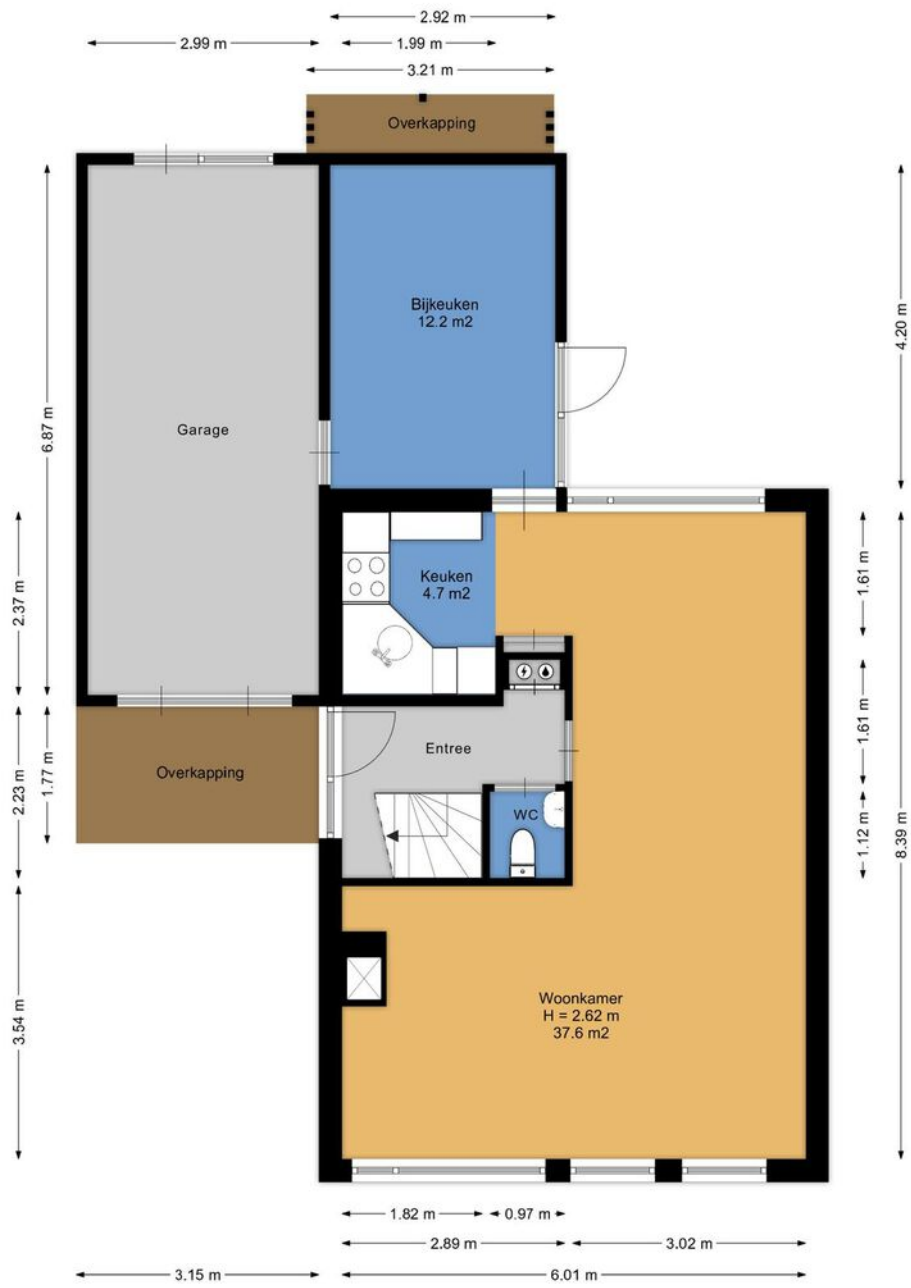 2.92 m
2.99 m
1.99 m
3.21 m
Overkapping
6.87 m
4.20 m
Bijkeuken
12.2 m2
Garage
2.37 m
1.61 m
Keuken
4.7 m2
2.23 m
1.77 m
Overkapping
Entree
1.61 m
WC
1.12 m
8.39 m
3.54 m
Woonkamer
H = 2.62 m
37.6 m2
1.82 m
0.97 m
2.89 m
3.02 m
3.15 m
6.01 m